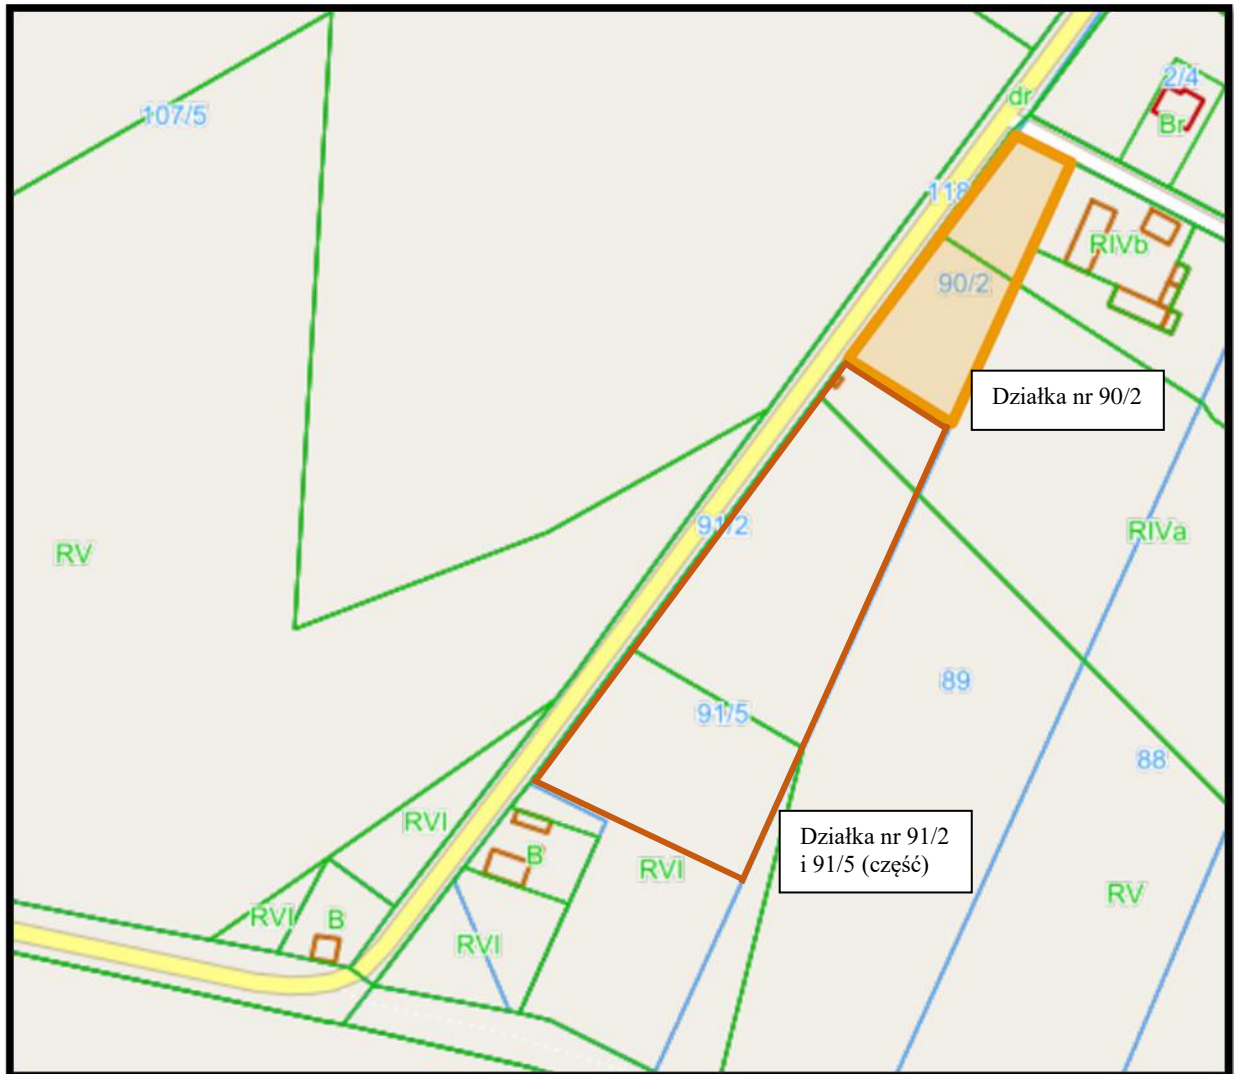 2/4
dr
107/5
Br
118
RIVb
90/2
Działka nr 90/2
91/2
RIVa
RV
89
91/5
88
RVI
Działka nr 91/2
i 91/5 (część)
B
RVI
RV
RVI
B
RVI